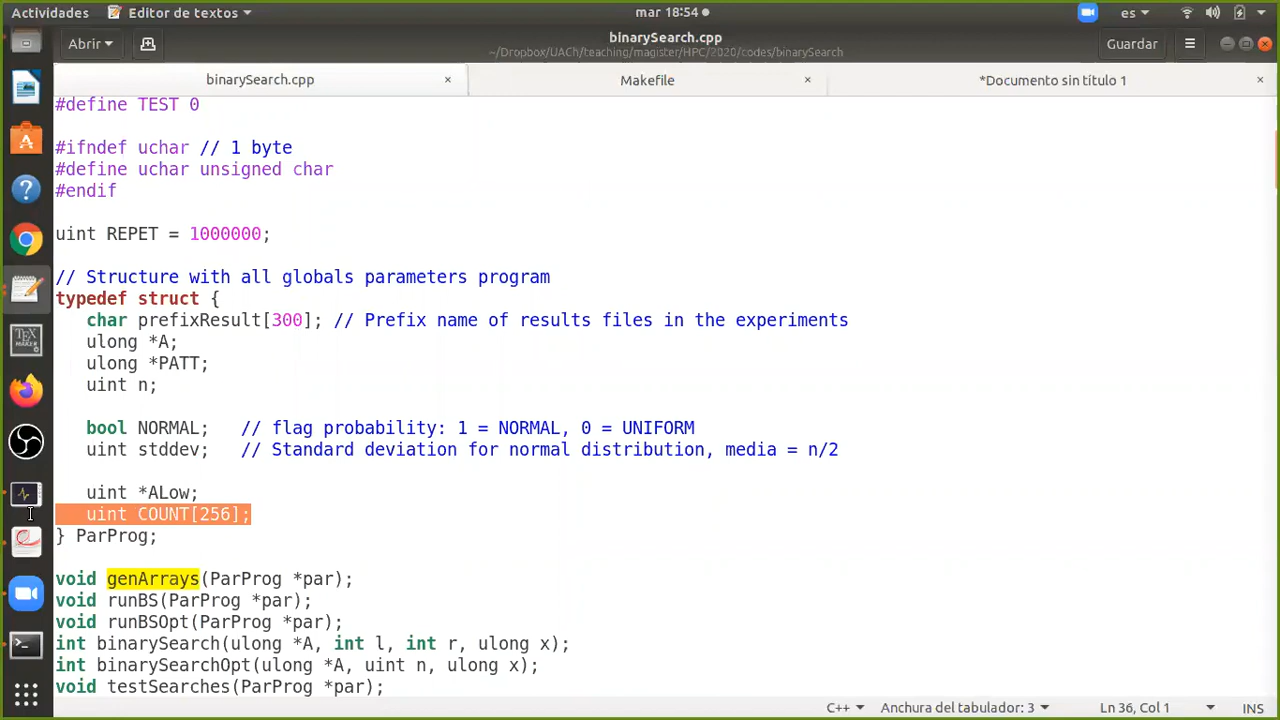 Actividades Editor de textos mar 18:54 es
Abrir binarySearch.cpp Guardar
~/Dropbox/UACh/teaching/magister/HPC/2020/codes/binarySearch
binarySearch.cpp × Makefile × *Documento sin título 1 ×
#define TEST 0
#ifndef uchar // 1 byte
#define uchar unsigned char
#endif
uint REPET = 1000000;
// Structure with all globals parameters program
typedef struct {
char prefixResult[300]; // Prefix name of results files in the experiments
ulong *A;
ulong *PATT;
uint n;
bool NORMAL; // flag probability: 1 = NORMAL, 0 = UNIFORM
uint stddev; // Standard deviation for normal distribution, media = n/2
uint *ALow;
uint COUNT[256];
} ParProg;
void genArrays(ParProg *par);
void runBS(ParProg *par);
void runBSOpt(ParProg *par);
int binarySearch(ulong *A, int l, int r, ulong x);
int binarySearchOpt(ulong *A, uint n, ulong x);
void testSearches(ParProg *par);
C++ Anchura del tabulador: 3 Ln 36, Col 1 INS